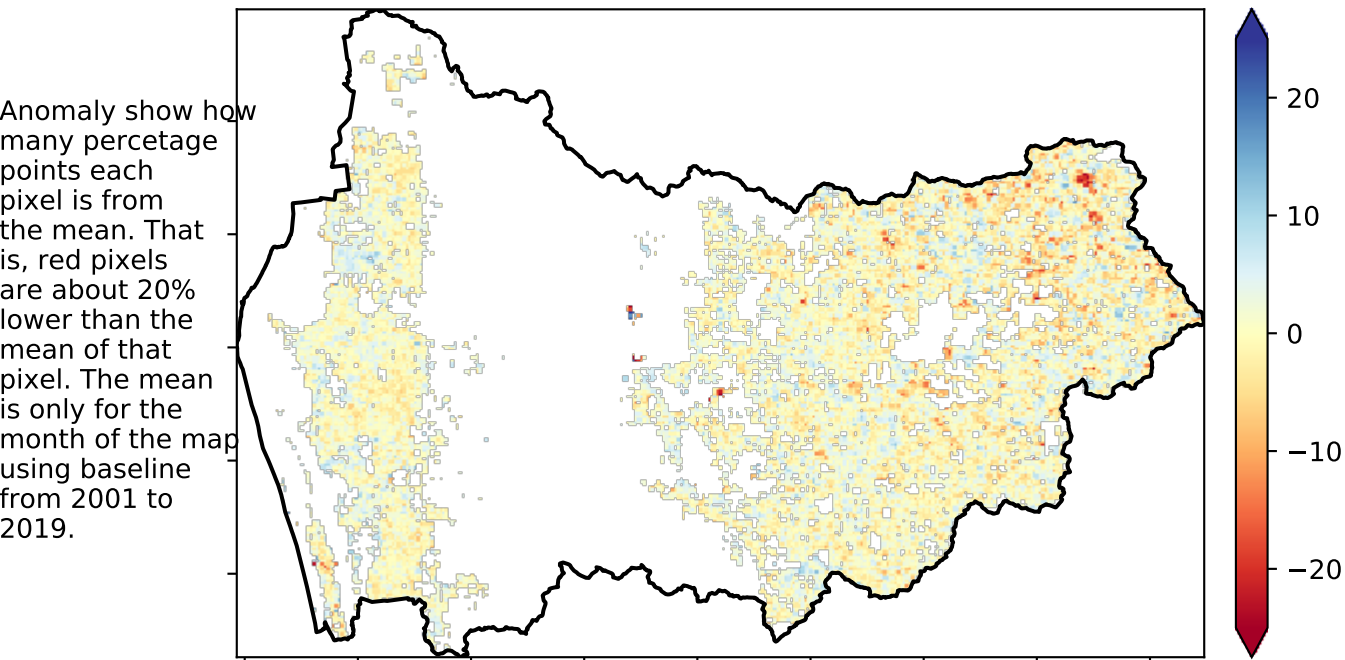 Anomaly show how
many percetage
points each
pixel is from
the mean. That
is, red pixels
are about 20%
lower than the
mean of that
pixel. The mean
is only for the
month of the map
using baseline
from 2001 to
2019.
20
10
0
−10
−20